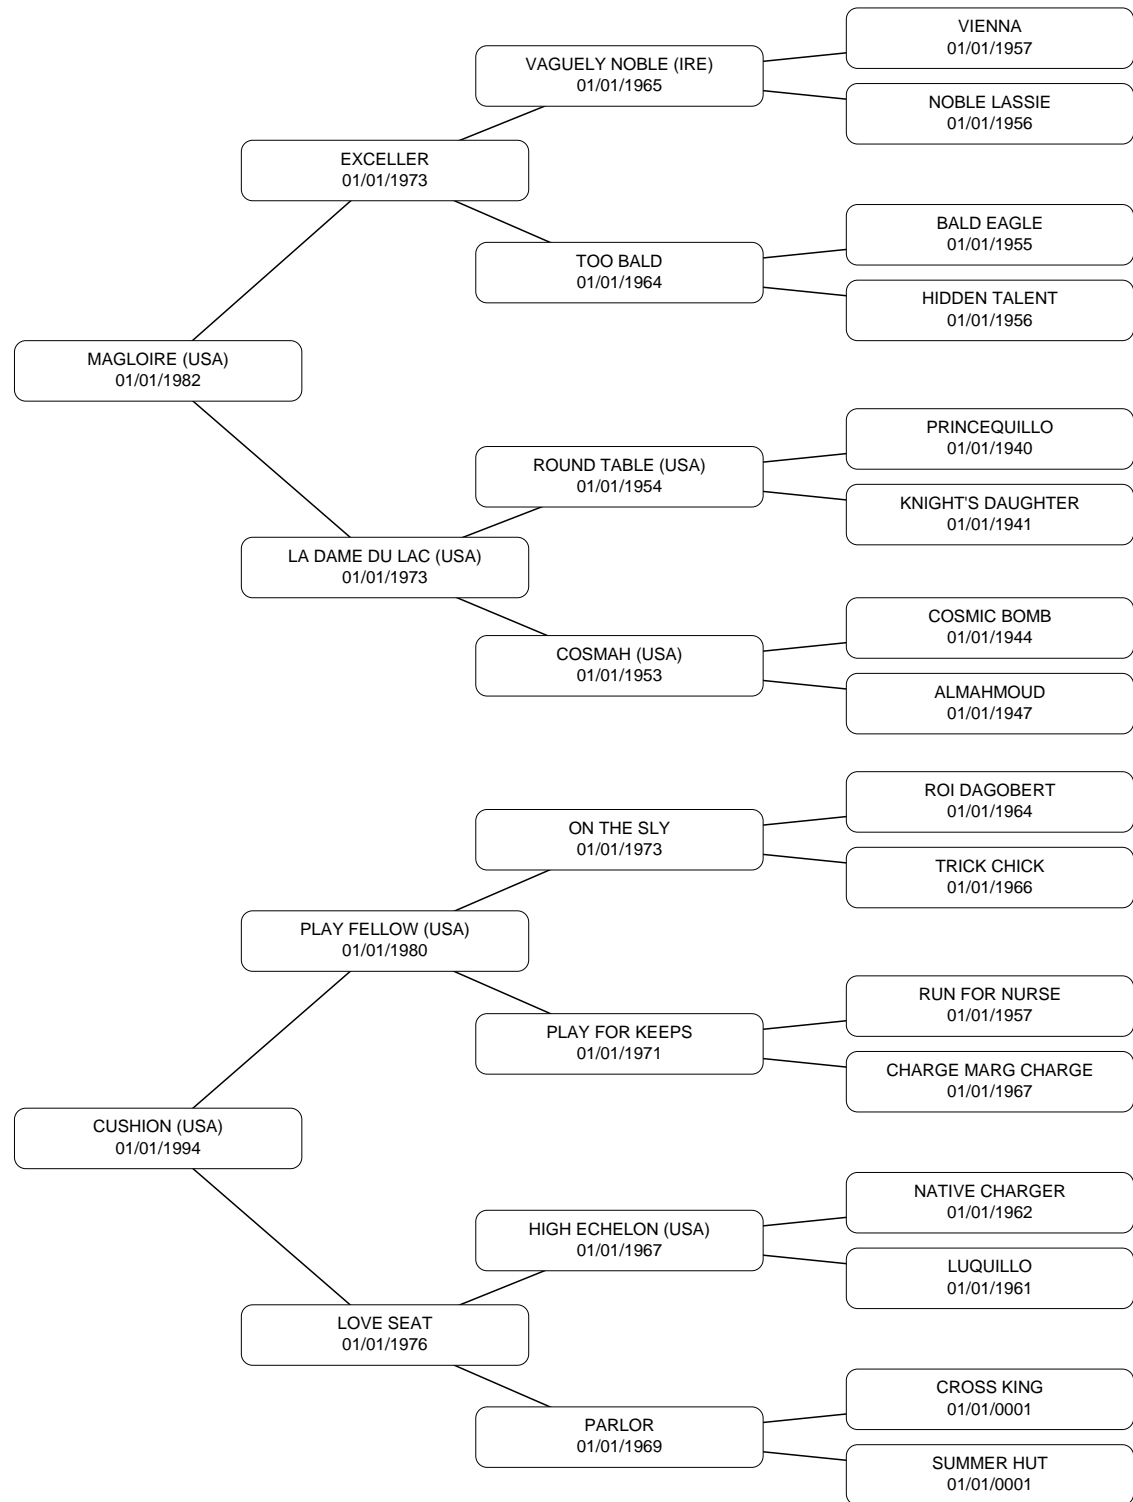 VIENNA
01/01/1957
VAGUELY NOBLE (IRE)
01/01/1965
NOBLE LASSIE
01/01/1956
EXCELLER
01/01/1973
BALD EAGLE
01/01/1955
TOO BALD
01/01/1964
HIDDEN TALENT
01/01/1956
MAGLOIRE (USA)
01/01/1982
PRINCEQUILLO
01/01/1940
ROUND TABLE (USA)
01/01/1954
KNIGHT'S DAUGHTER
01/01/1941
LA DAME DU LAC (USA)
01/01/1973
COSMIC BOMB
01/01/1944
COSMAH (USA)
01/01/1953
ALMAHMOUD
01/01/1947
ROI DAGOBERT
01/01/1964
ON THE SLY
01/01/1973
TRICK CHICK
01/01/1966
PLAY FELLOW (USA)
01/01/1980
RUN FOR NURSE
01/01/1957
PLAY FOR KEEPS
01/01/1971
CHARGE MARG CHARGE
01/01/1967
CUSHION (USA)
01/01/1994
NATIVE CHARGER
01/01/1962
HIGH ECHELON (USA)
01/01/1967
LUQUILLO
01/01/1961
LOVE SEAT
01/01/1976
CROSS KING
01/01/0001
PARLOR
01/01/1969
SUMMER HUT
01/01/0001